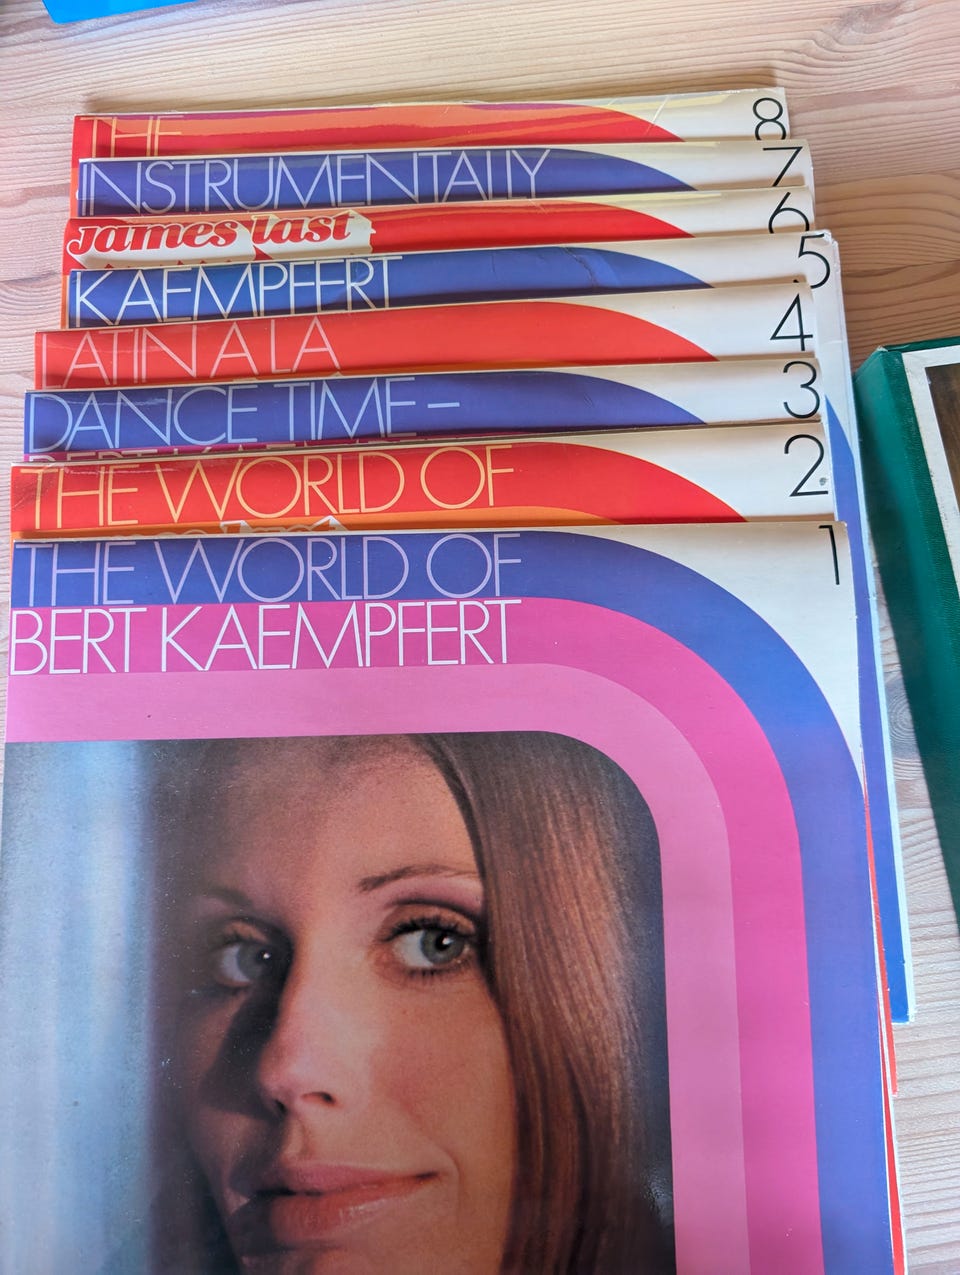 8
THE
7
INSTRUMENTALLY
6
James last
5
KAEMPFERT
4
LATIN A LA
3
DANCE TIME –
2
THE WORLD OF
1
THE WORLD OF
BERT KAEMPFERT